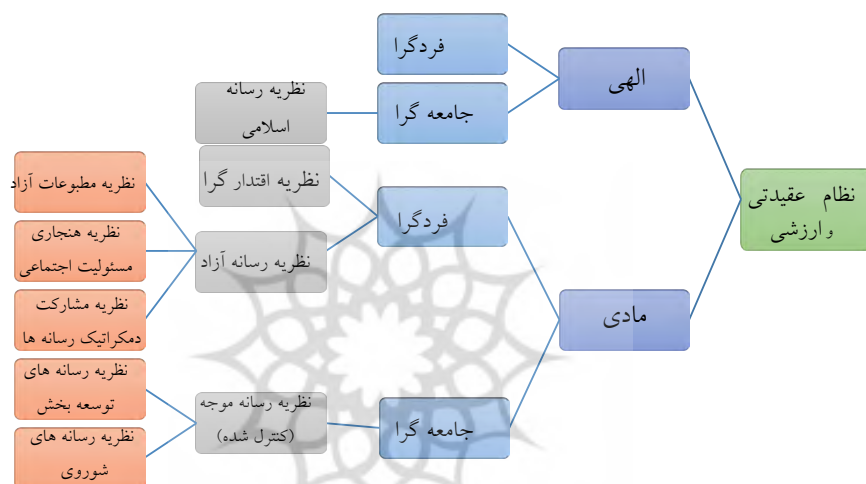 نظام عقیدتی
و ارزشی
الهی
فردگرا
جامعه گرا
نظریه رسانه
اسلامی
مادی
فردگرا
نظریه اقتدار گرا
نظریه رسانه آزاد
نظریه مطبوعات آزاد
نظریه هنجاری
مسئولیت اجتماعی
نظریه مشارکت
دمکراتیک رسانه ها
جامعه گرا
نظریه رسانه موجه
(کنترل شده)
نظریه رسانه های
توسعه بخش
نظریه رسانه های
شوروی